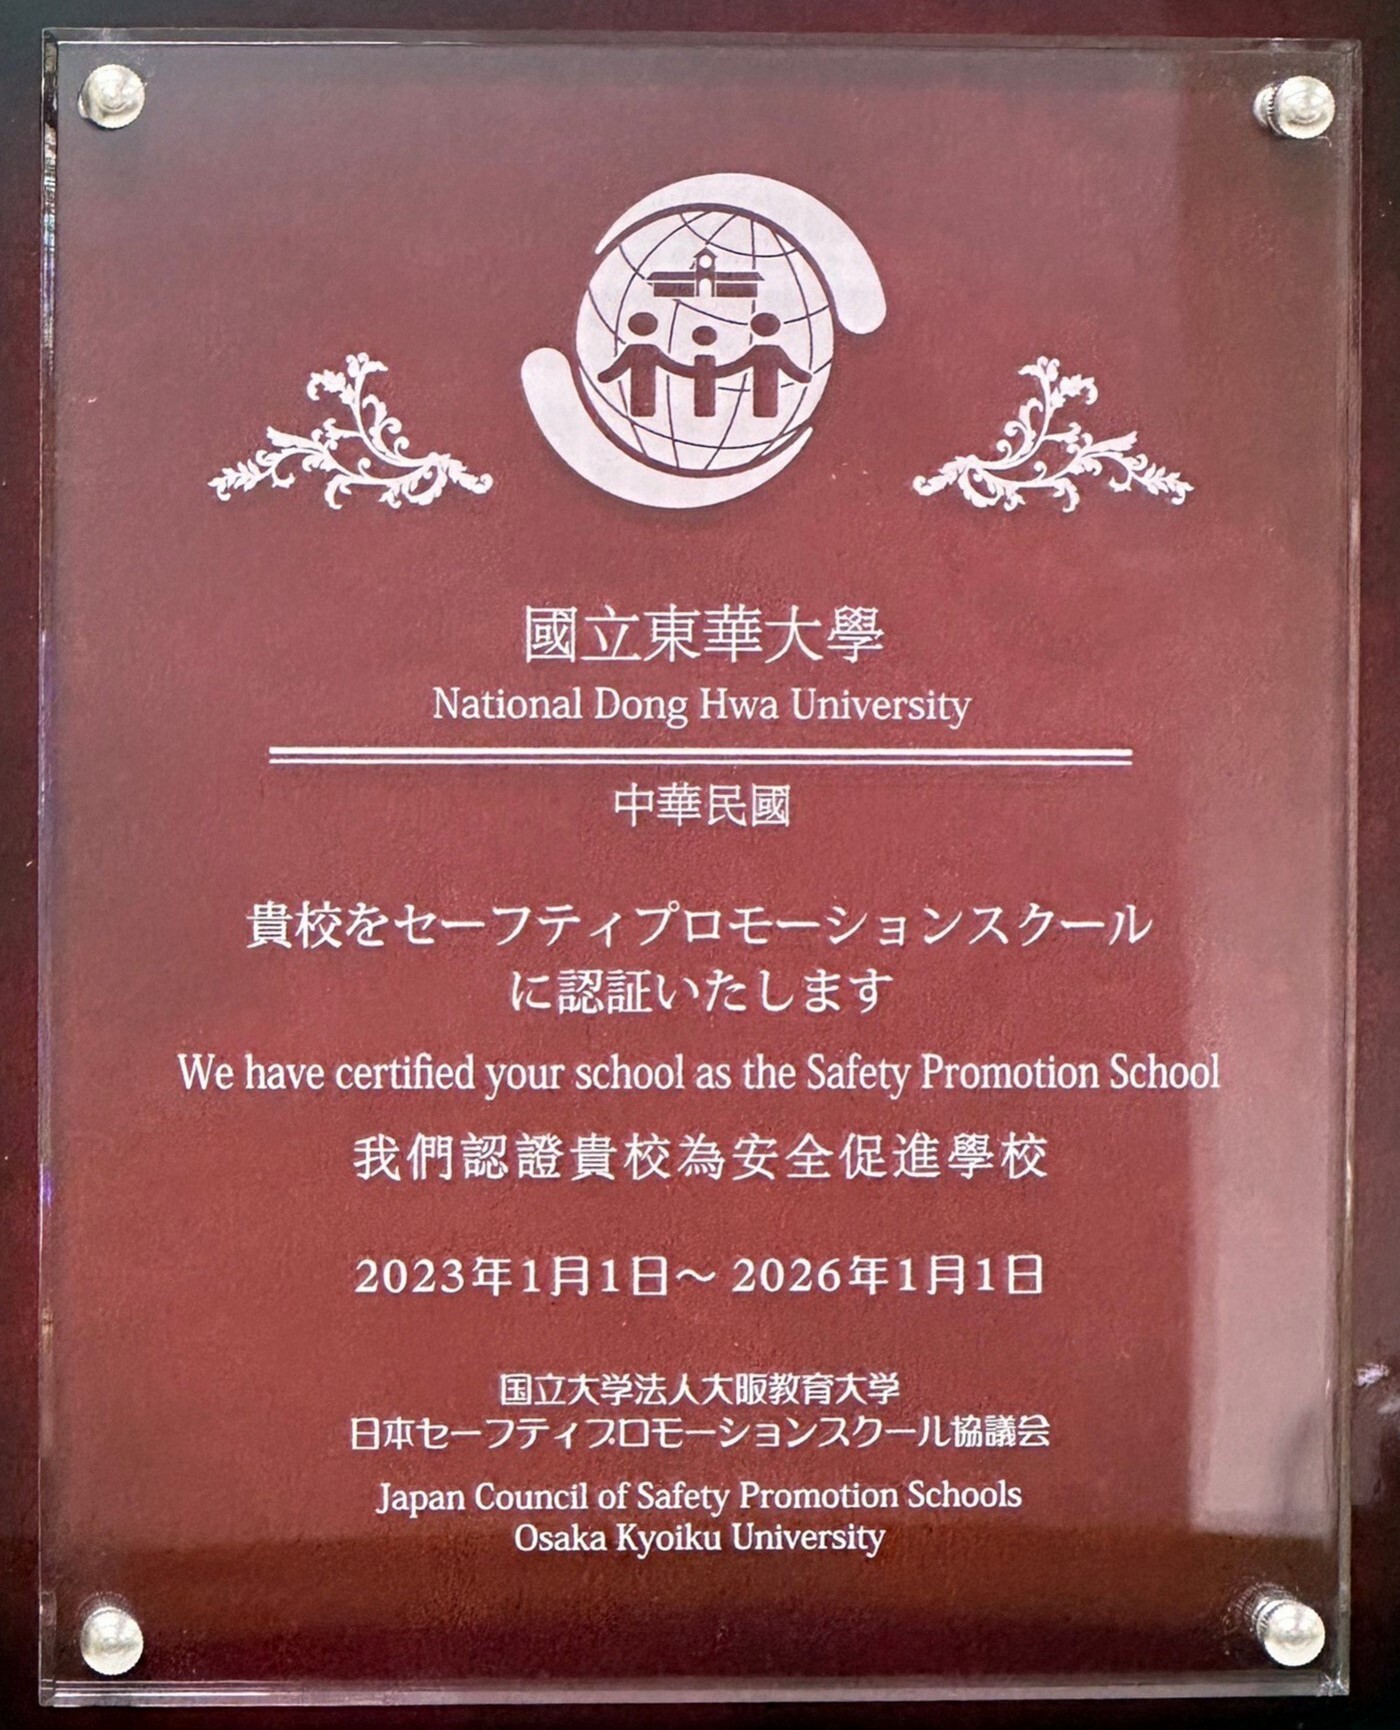 國立東華大學
National Dong Hwa University
中華民國
貴校をセーフティプロモーションスクール
に認証いたします
We have certified your school as the Safety Promotion School
我們認證貴校為安全促進學校
2023年1月1日～2026年1月1日
国立大学法人大阪教育大学
日本セーフティプロモーションスクール協議会
Japan Council of Safety Promotion Schools
Osaka Kyoiku University